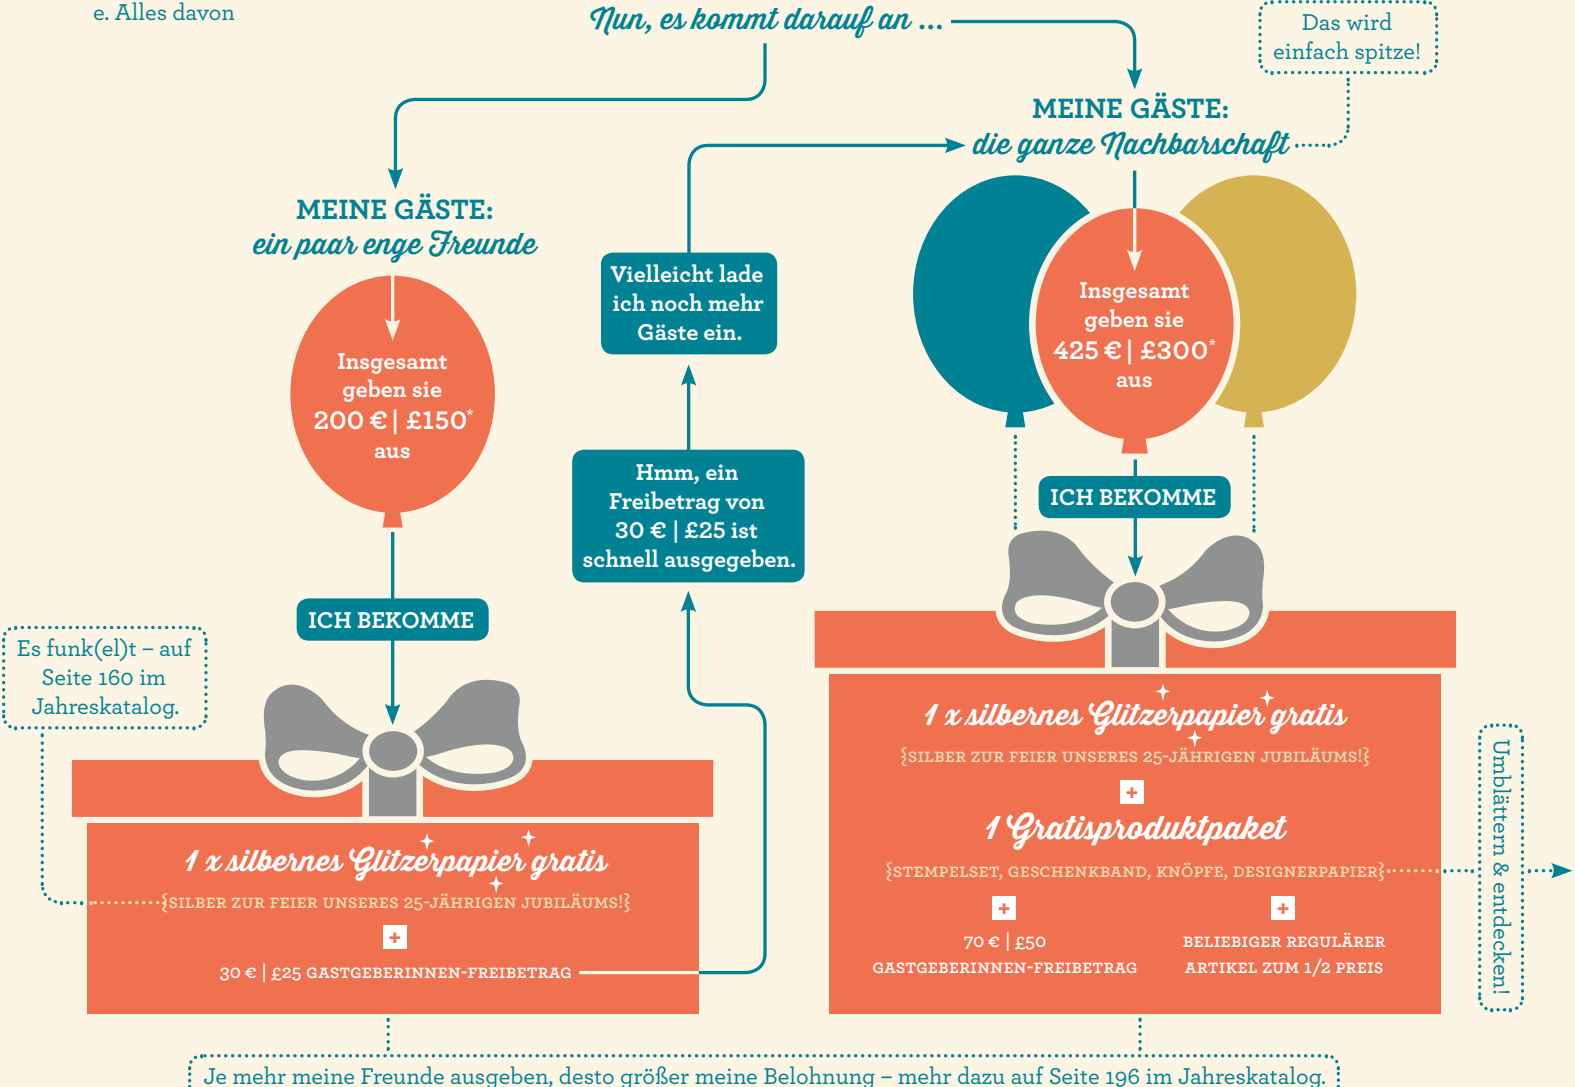 e. Alles davon
Nun, es kommt darauf an ...
Das wird
einfach spitze!
MEINE GÄSTE:
die ganze Nachbarschaft
MEINE GÄSTE:
ein paar enge Freunde
Vielleicht lade
ich noch mehr
Gäste ein.
Insgesamt
geben sie
425 € | £300*
aus
Insgesamt
geben sie
200 € | £150*
aus
Hmm, ein
Freibetrag von
30 € | £25 ist
schnell ausgegeben.
ICH BEKOMME
ICH BEKOMME
Es funk(el)t – auf
Seite 160 im
Jahreskatalog.
1 x silbernes Glitzerpapier gratis
{SILBER ZUR FEIER UNSERES 25-JÄHRIGEN JUBILÄUMS!}
+
1 Gratisproduktpaket
{STEMPELSET, GESCHENKBAND, KNÖPFE, DESIGNERPAPIER}
+
70 € | £50
GASTGEBERINNEN-FREIBETRAG
+
BELIEBIGER REGULÄRER
ARTIKEL ZUM 1/2 PREIS
Umblättern & entdecken!
1 x silbernes Glitzerpapier gratis
{SILBER ZUR FEIER UNSERES 25-JÄHRIGEN JUBILÄUMS!}
+
30 € | £25 GASTGEBERINNEN-FREIBETRAG
Je mehr meine Freunde ausgeben, desto größer meine Belohnung – mehr dazu auf Seite 196 im Jahreskatalog.